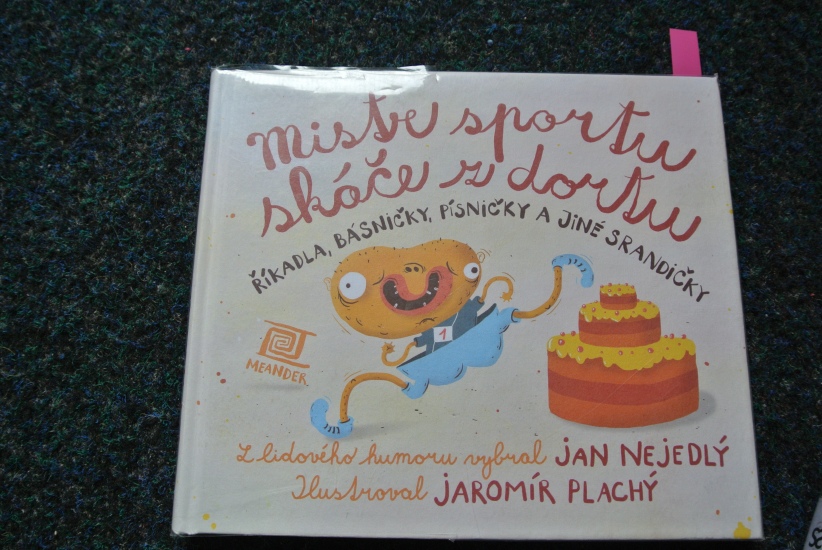 mistr sportu
skáče z dortu
ŘÍKADLA, BÁSNIČKY, PÍSNIČKY A JINÉ SRANDIČKY
1
MEANDER
Z lidového humoru vybral JAN NEJEDLÝ
Ilustroval JAROMÍR PLACHÝ